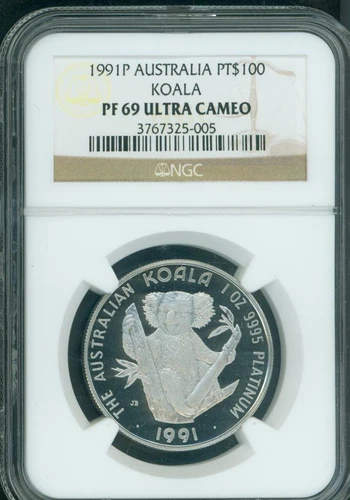 1991P AUSTRALIA PT$100
KOALA
PF 69 ULTRA CAMEO
3767325-005
NGC
THE AUSTRALIAN KOALA 1 OZ 9995 PLATINUM
JB
· 1991 ·